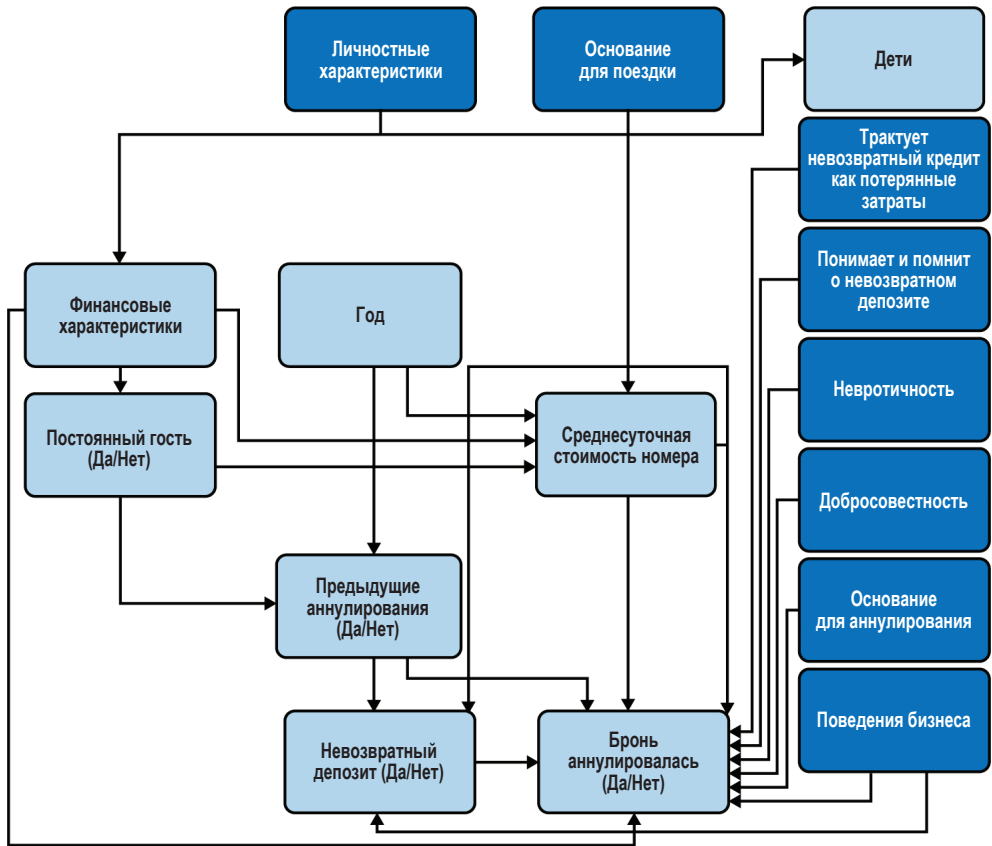 Личностные
характеристики
Основание
для поездки
Дети
Трактует
невозвратный кредит
как потерянные
затраты
Понимает и помнит
о невозвратном
депозите
Финансовые
характеристики
Год
Невротичность
Постоянный гость
(Да/Нет)
Среднесуточная
стоимость номера
Добросовестность
Предыдущие
аннулирования
(Да/Нет)
Основание
для аннулирования
Невозвратный
депозит (Да/Нет)
Бронь
аннулировалась
(Да/Нет)
Поведения бизнеса